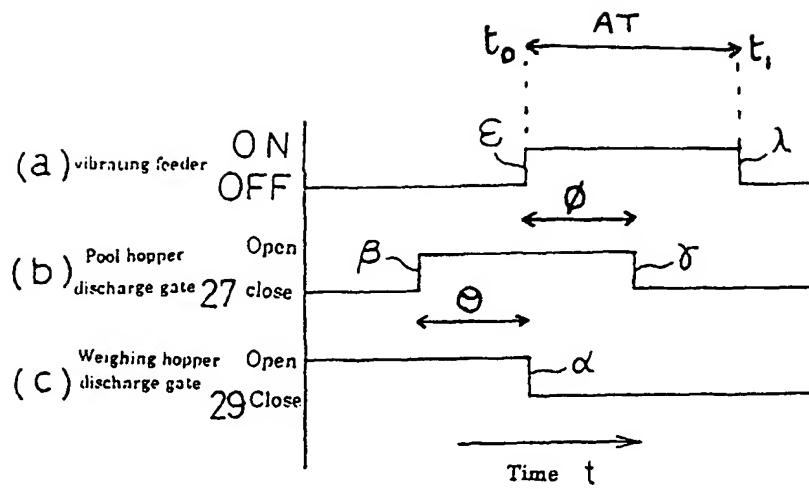 AT
t₀ t₁
(a) vibrating feeder ON
OFF
ε λ
ϕ
(b) Pool hopper
discharge gate 27
Open
close
β γ
θ
(c) Weighing hopper
discharge gate
29
Open
Close
α
Time t